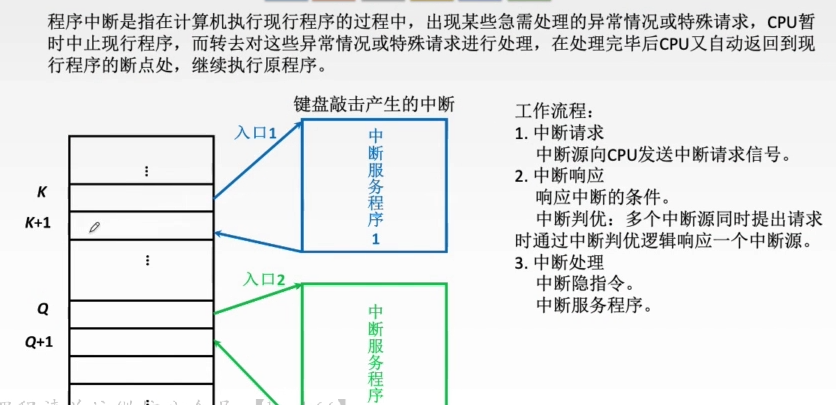 程序中断是指在计算机执行现行程序的过程中，出现某些急需处理的异常情况或特殊请求，CPU暂
时中止现行程序，而转去对这些异常情况或特殊请求进行处理，在处理完毕后CPU又自动返回到现
行程序的断点处，继续执行原程序。
键盘敲击产生的中断
入口1
中断服务程序1
⋮
K
K+1
⋮
入口2
中断服务程序
Q
Q+1
工作流程：
1. 中断请求
中断源向CPU发送中断请求信号。
2. 中断响应
响应中断的条件。
中断判优：多个中断源同时提出请求
时通过中断判优逻辑响应一个中断源。
3. 中断处理
中断隐指令。
中断服务程序。